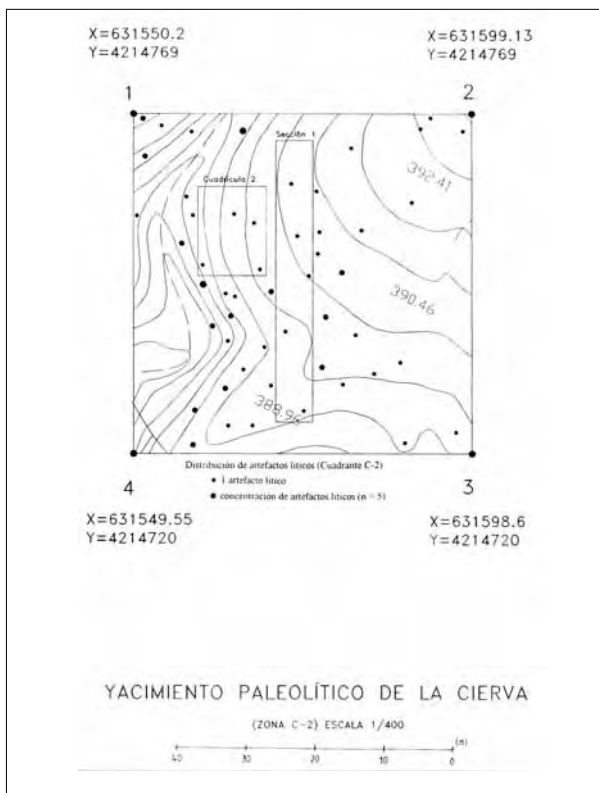 X=631550.2
Y=4214769
X=631599.13
Y=4214769
1
2
Sección 1
Cuadrícula 2
392.41
390.46
388.96
Distribución de artefactos líticos (Cuadrante C-2)
1 artefacto lítico
concentración de artefactos líticos (n = 5)
4
3
X=631549.55
Y=4214720
X=631598.6
Y=4214720
YACIMIENTO PALEOLÍTICO DE LA CIERVA
(ZONA C-2) ESCALA 1/400
(m)
40 30 20 10 0